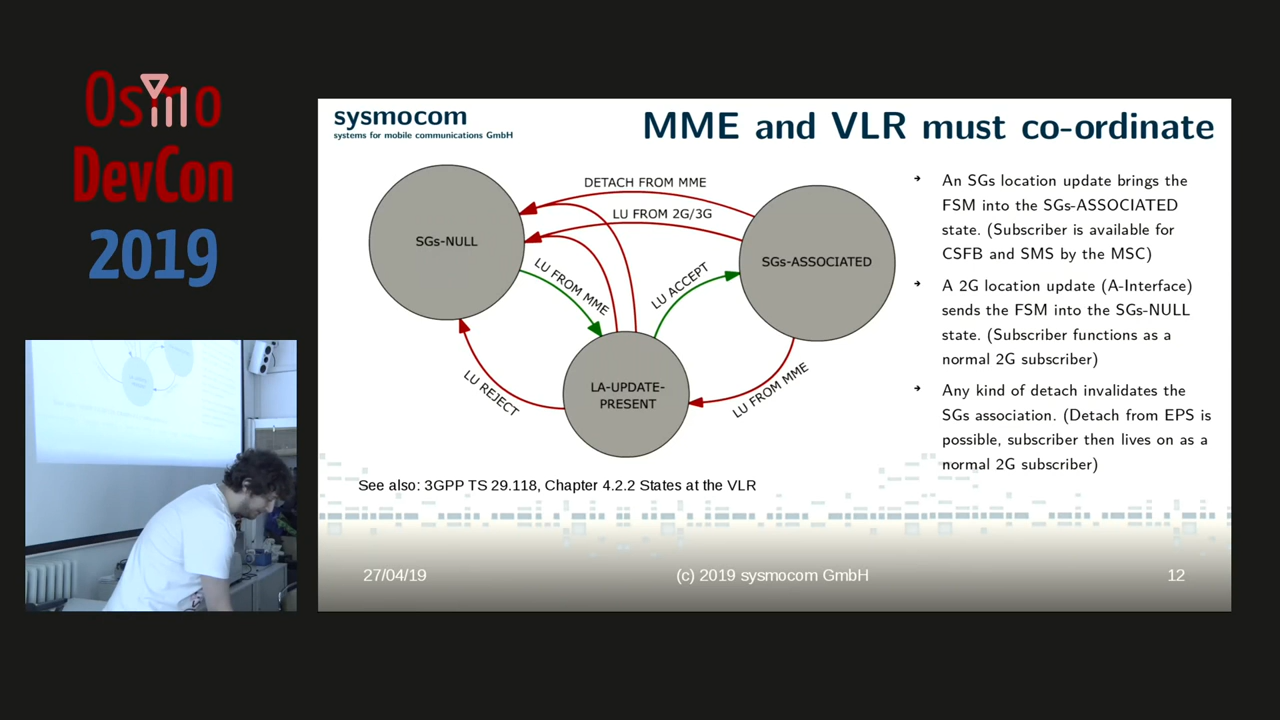 Osmo
DevCon
2019
sysmocom
systems for mobile communications GmbH
MME and VLR must co-ordinate
DETACH FROM MME
LU FROM 2G/3G
SGs-NULL
SGs-ASSOCIATED
LU FROM MME
LU ACCEPT
LA-UPDATE-
PRESENT
LU REJECT
LU FROM MME
An SGs location update brings the
FSM into the SGs-ASSOCIATED
state. (Subscriber is available for
CSFB and SMS by the MSC)
A 2G location update (A-Interface)
sends the FSM into the SGs-NULL
state. (Subscriber functions as a
normal 2G subscriber)
Any kind of detach invalidates the
SGs association. (Detach from EPS is
possible, subscriber then lives on as a
normal 2G subscriber)
See also: 3GPP TS 29.118, Chapter 4.2.2 States at the VLR
27/04/19
(c) 2019 sysmocom GmbH
12